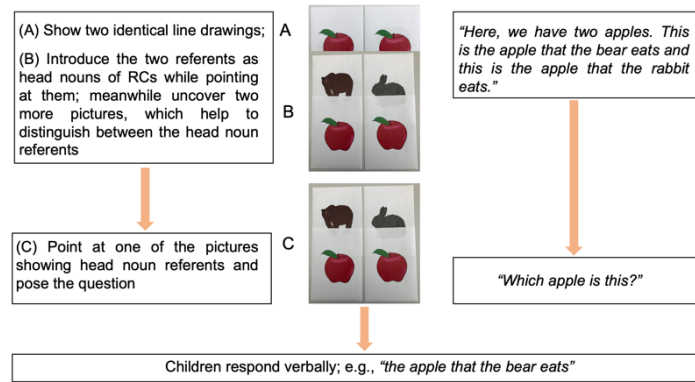 (A) Show two identical line drawings;
(B) Introduce the two referents as
head nouns of RCs while pointing
at them; meanwhile uncover two
more pictures, which help to
distinguish between the head noun
referents
A
B
“Here, we have two apples. This
is the apple that the bear eats and
this is the apple that the rabbit
eats.”
(C) Point at one of the pictures
showing head noun referents and
pose the question
C
“Which apple is this?”
Children respond verbally; e.g., “the apple that the bear eats”